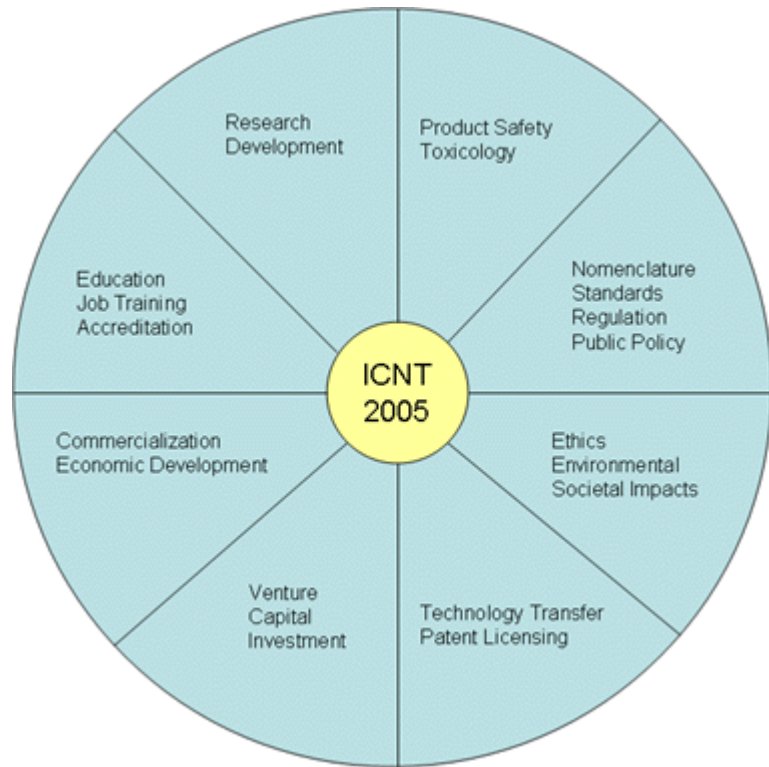 Research
Development
Product Safety
Toxicology
Education
Job Training
Accreditation
Nomenclature
Standards
Regulation
Public Policy
ICNT
2005
Commercialization
Economic Development
Ethics
Environmental
Societal Impacts
Venture
Capital
Investment
Technology Transfer
Patent Licensing